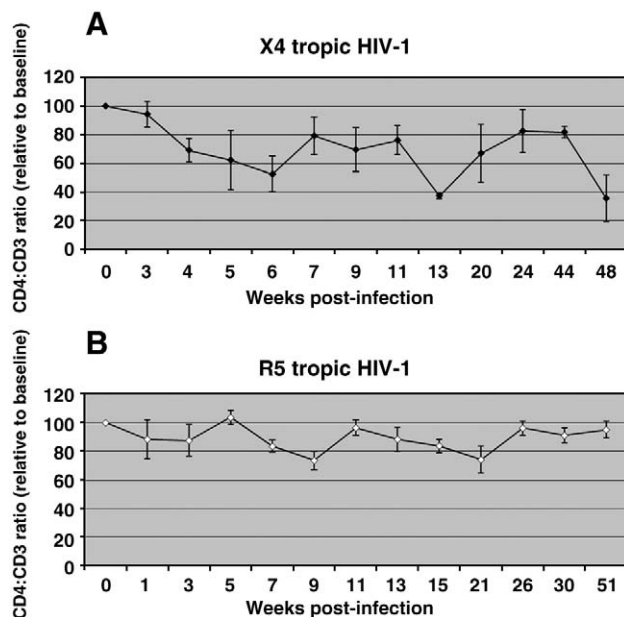 A
X4 tropic HIV-1
CD4:CD3 ratio (relative to baseline)
120
100
80
60
40
20
0
0 3 4 5 6 7 9 11 13 20 24 44 48
Weeks post-infection
B
R5 tropic HIV-1
CD4:CD3 ratio (relative to baseline)
120
100
80
60
40
20
0
0 1 3 5 7 9 11 13 15 21 26 30 51
Weeks post-infection